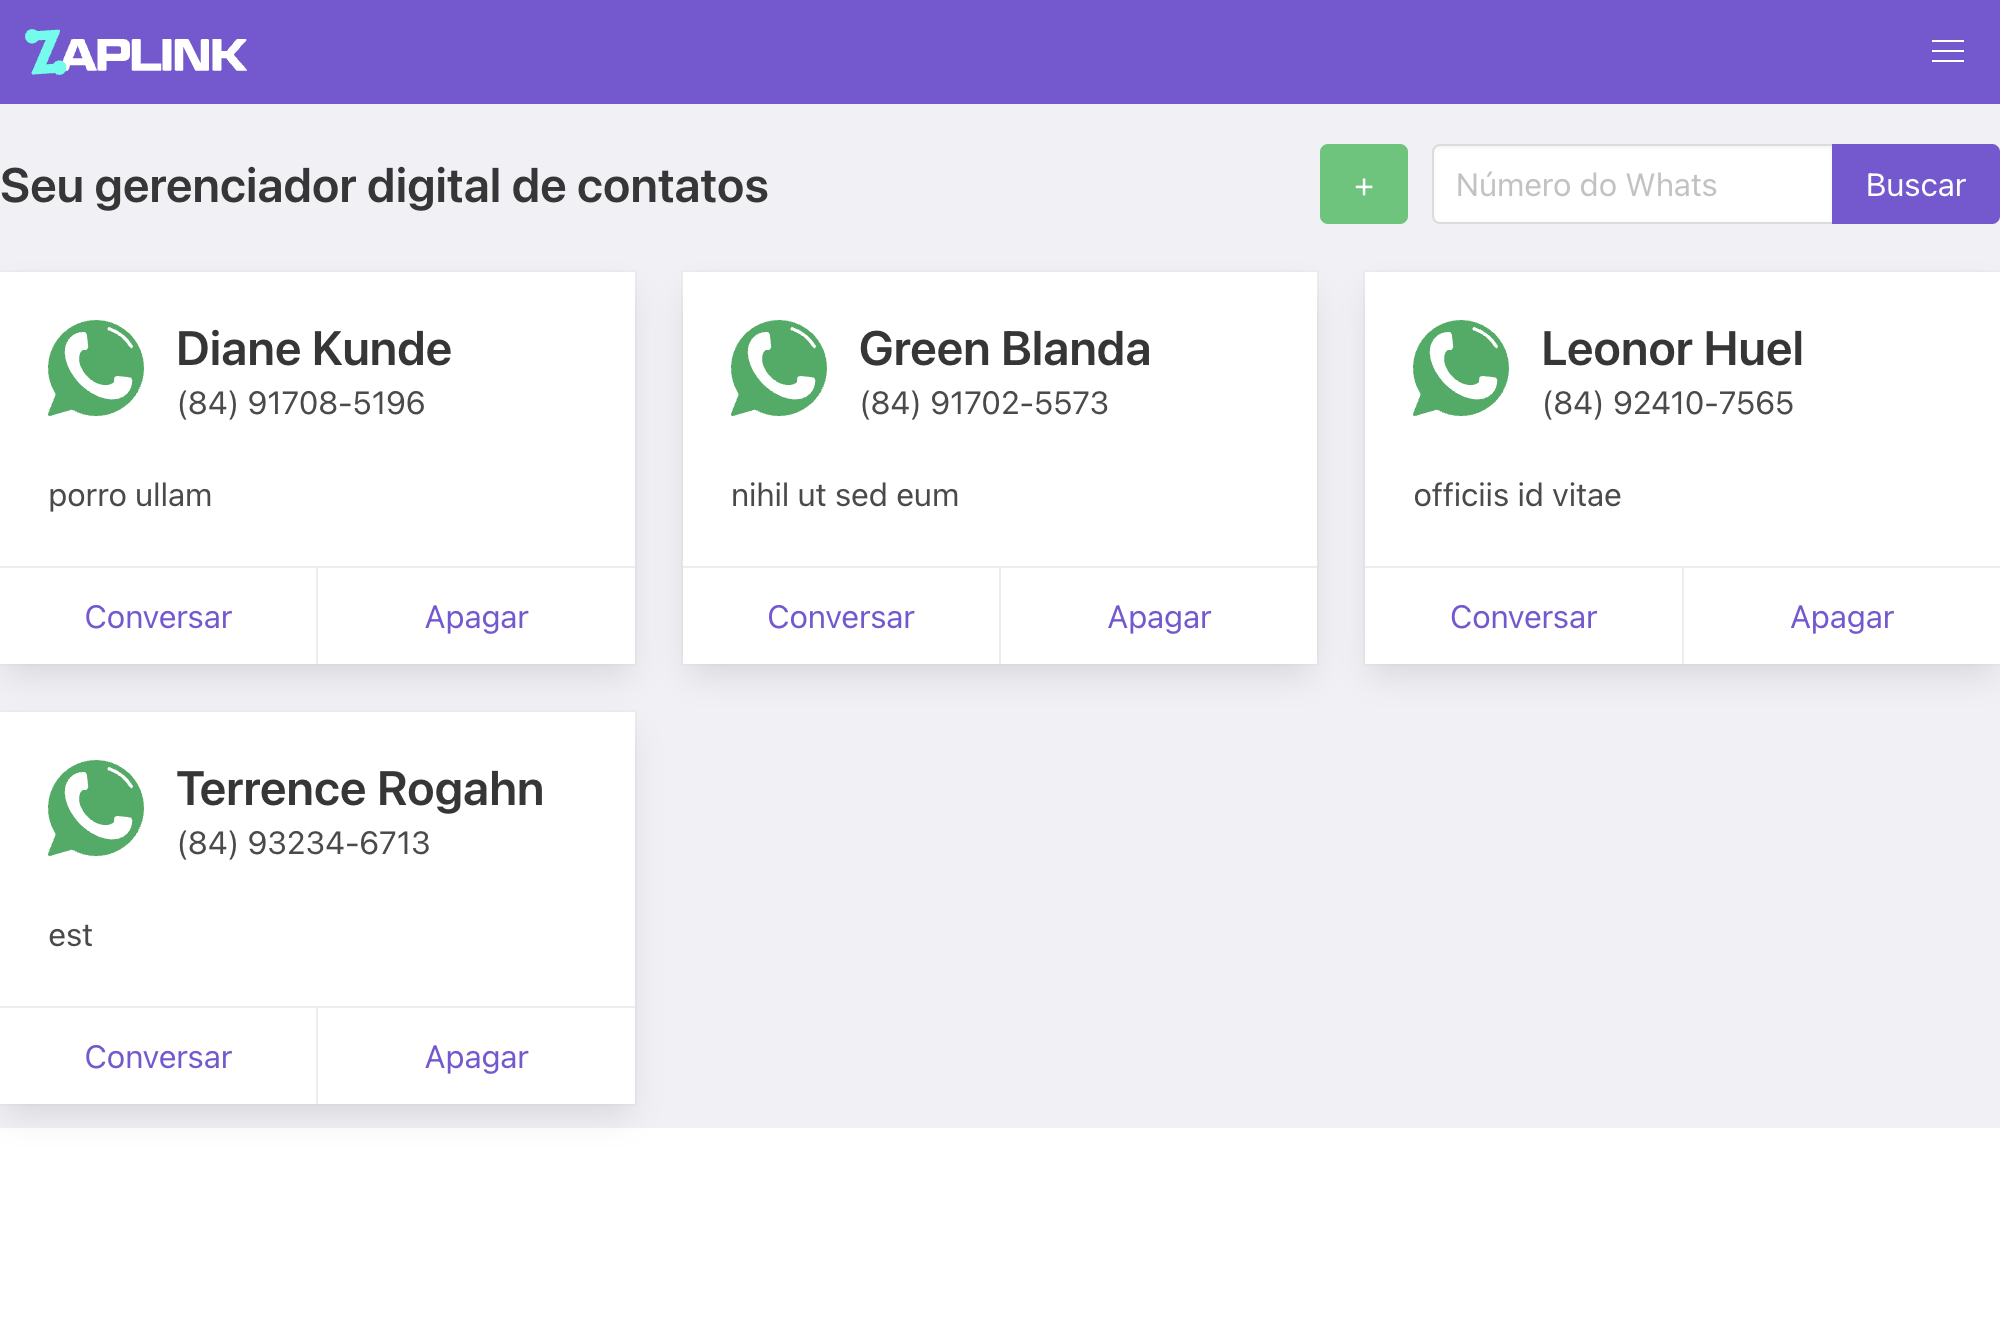 ZAPLINK
Seu gerenciador digital de contatos
+
Número do Whats
Buscar
Diane Kunde
(84) 91708-5196
porro ullam
Conversar
Apagar
Green Blanda
(84) 91702-5573
nihil ut sed eum
Conversar
Apagar
Leonor Huel
(84) 92410-7565
officiis id vitae
Conversar
Apagar
Terrence Rogahn
(84) 93234-6713
est
Conversar
Apagar